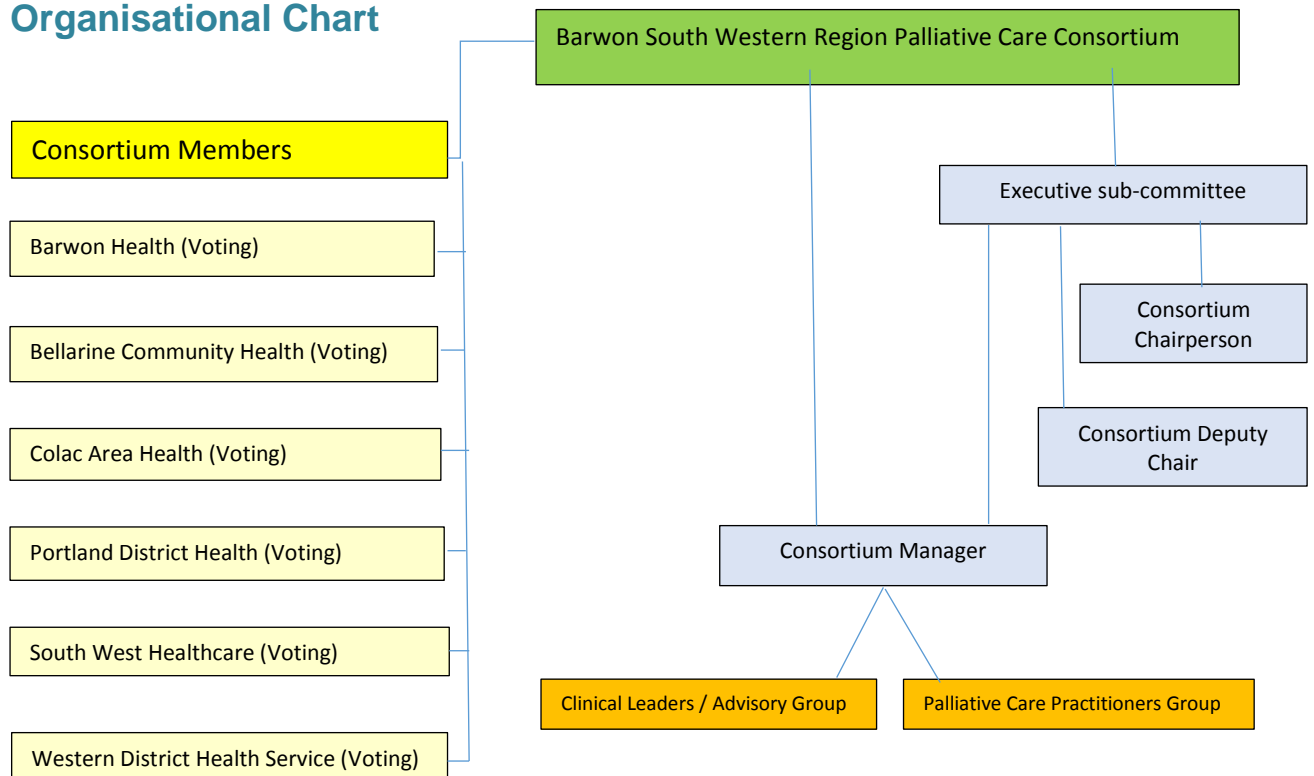 Organisational Chart
Barwon South Western Region Palliative Care Consortium
Consortium Members
Executive sub-committee
Barwon Health (Voting)
Consortium
Chairperson
Bellarine Community Health (Voting)
Consortium Deputy
Chair
Colac Area Health (Voting)
Portland District Health (Voting)
Consortium Manager
South West Healthcare (Voting)
Clinical Leaders / Advisory Group
Palliative Care Practitioners Group
Western District Health Service (Voting)